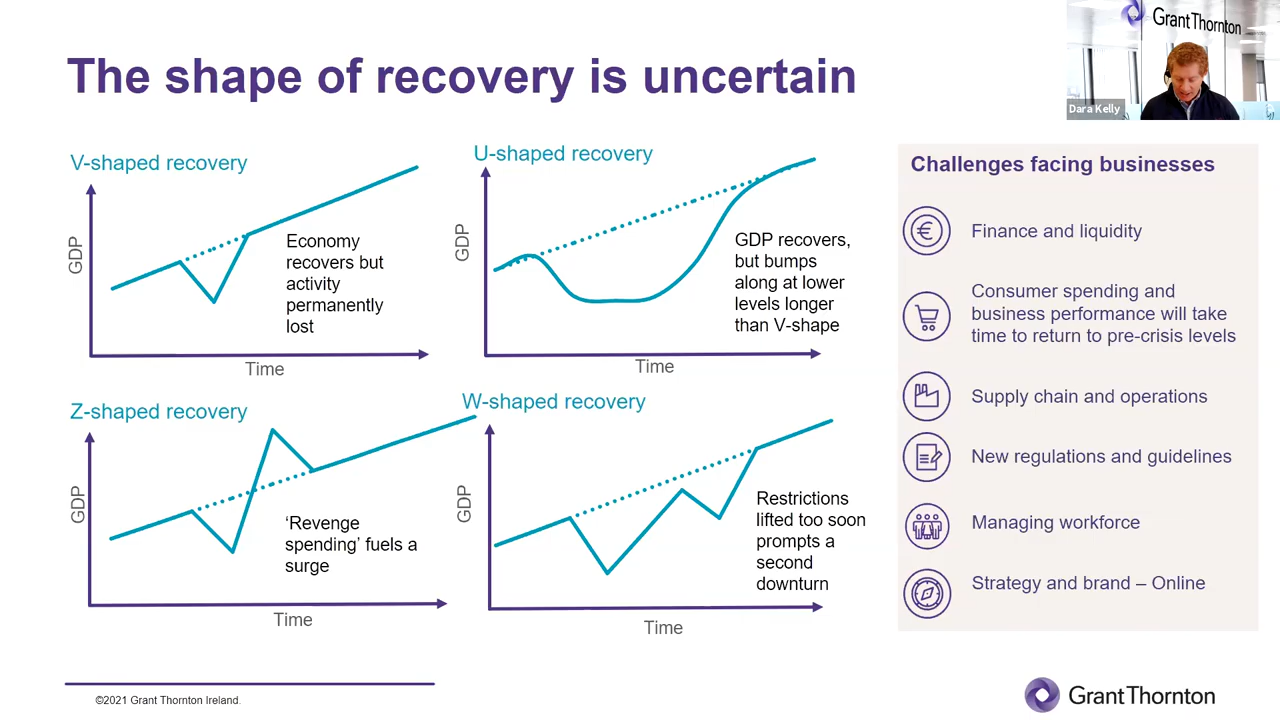 The shape of recovery is uncertain
Grant Thornton
Dara Kelly
V-shaped recovery
GDP
Economy
recovers but
activity
permanently
lost
Time
U-shaped recovery
GDP
GDP recovers,
but bumps
along at lower
levels longer
than V-shape
Time
Z-shaped recovery
GDP
‘Revenge
spending’ fuels a
surge
Time
W-shaped recovery
GDP
Restrictions
lifted too soon
prompts a
second
downturn
Time
Challenges facing businesses
Finance and liquidity
Consumer spending and
business performance will take
time to return to pre-crisis levels
Supply chain and operations
New regulations and guidelines
Managing workforce
Strategy and brand – Online
©2021 Grant Thornton Ireland.
Grant Thornton